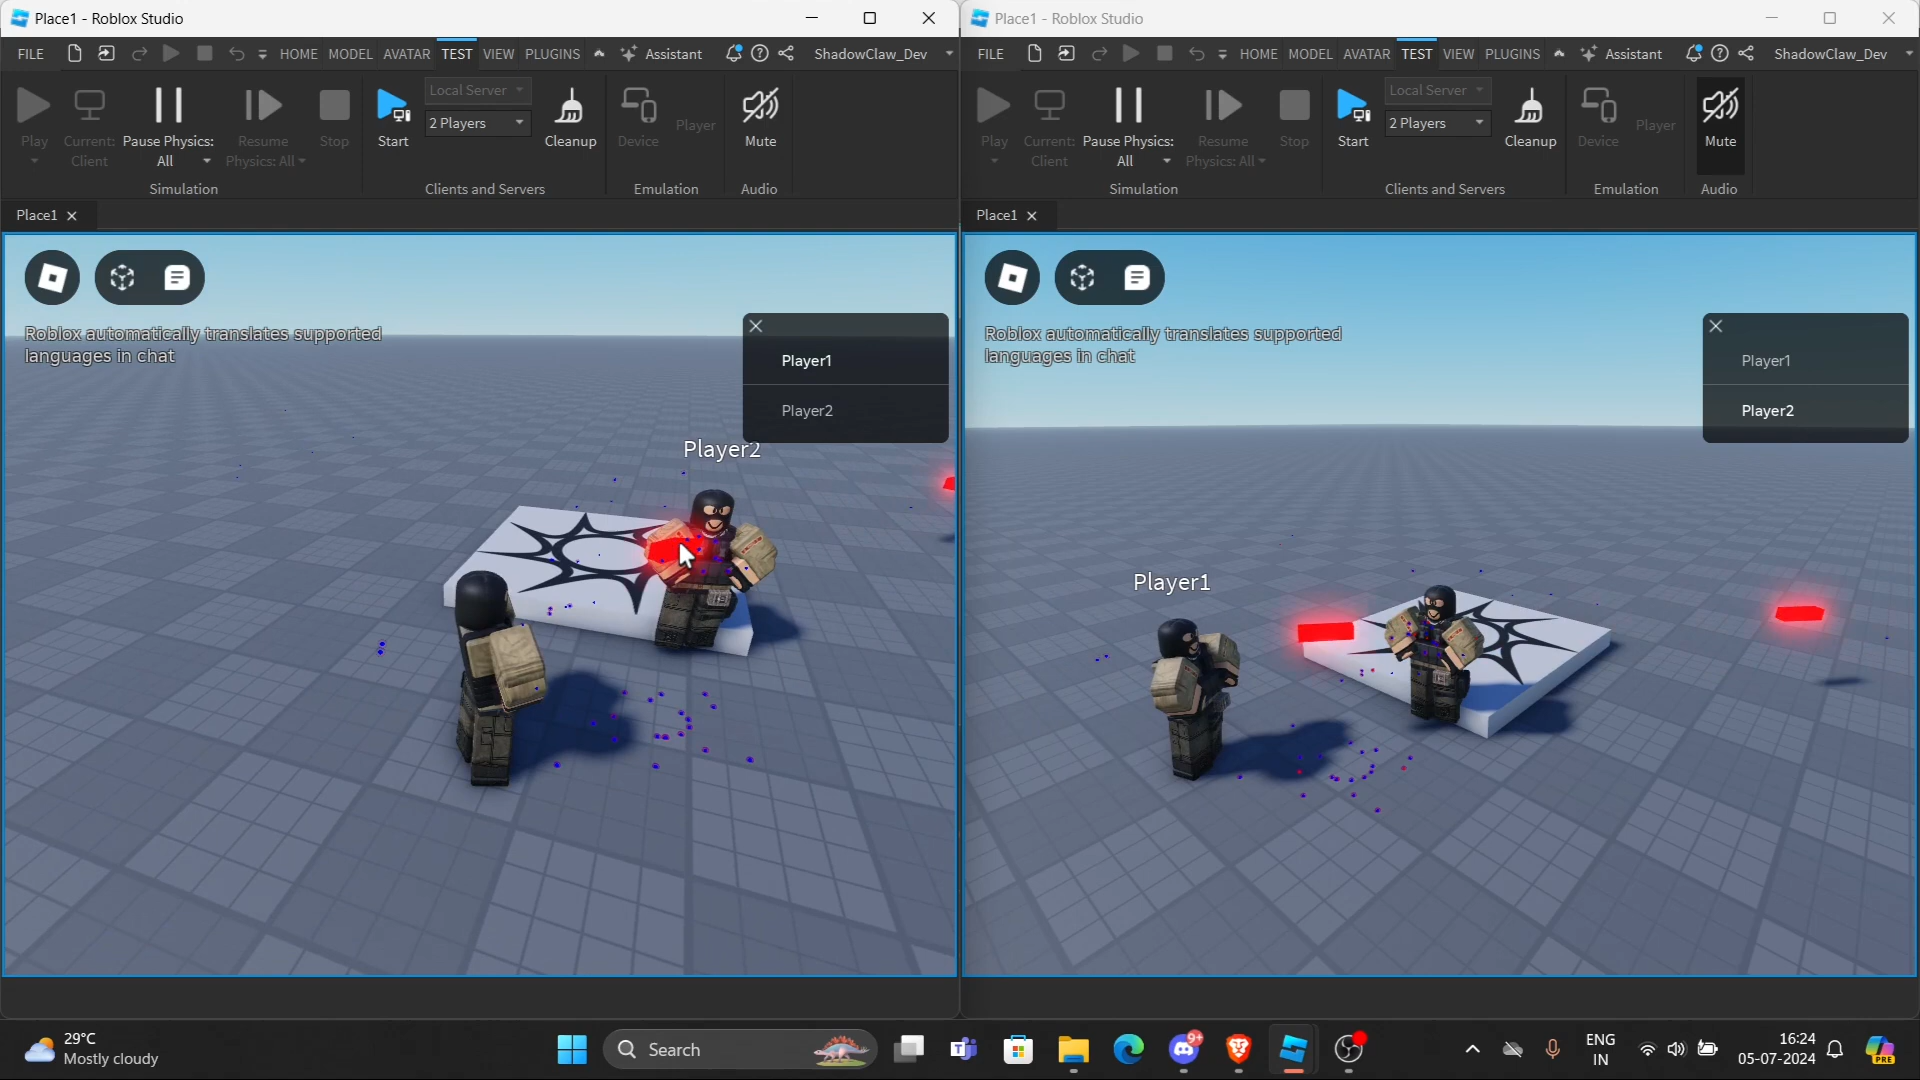 Place1 - Roblox Studio
FILE
HOME
MODEL
AVATAR
TEST
VIEW
PLUGINS
Assistant
ShadowClaw_Dev
Play
Current:
Client
Pause Physics:
All
Resume
Physics: All
Stop
Simulation
Start
Local Server
2 Players
Cleanup
Clients and Servers
Device
Player
Emulation
Mute
Audio
Place1
Roblox automatically translates supported
languages in chat
Player1
Player2
Player2
Place1 - Roblox Studio
FILE
HOME
MODEL
AVATAR
TEST
VIEW
PLUGINS
Assistant
ShadowClaw_Dev
Play
Current:
Client
Pause Physics:
All
Resume
Physics: All
Stop
Simulation
Start
Local Server
2 Players
Cleanup
Clients and Servers
Device
Player
Emulation
Mute
Audio
Place1
Roblox automatically translates supported
languages in chat
Player1
Player2
Player1
29°C
Mostly cloudy
Search
9+
ENG
IN
16:24
05-07-2024
PRE